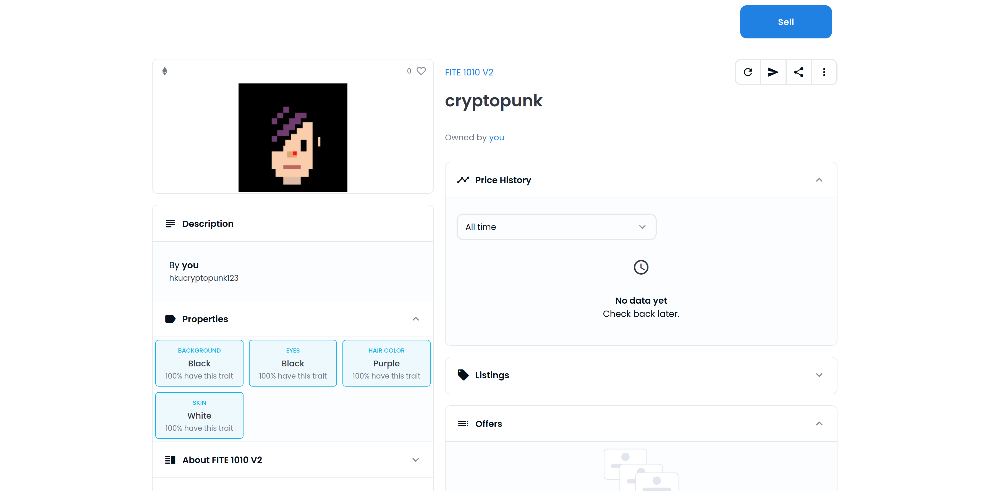 Sell
0
FITE 1010 V2
cryptopunk
Owned by you
Price History
All time
No data yet
Check back later.
Listings
Offers
Description
By you
hkucryptopunk123
Properties
BACKGROUND
Black
100% have this trait
EYES
Black
100% have this trait
HAIR COLOR
Purple
100% have this trait
SKIN
White
100% have this trait
About FITE 1010 V2